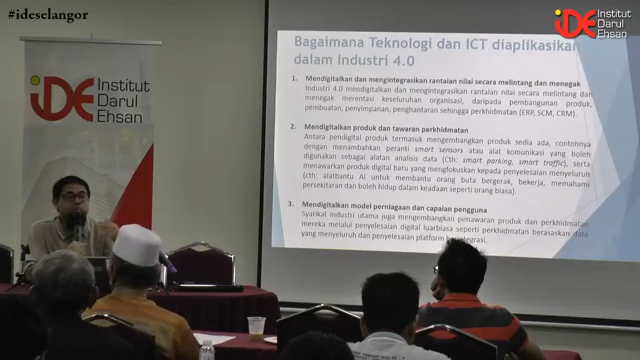 #ideselangor
iDE Institut
Darul
Ehsan
iDE Institut
Darul
Ehsan
Bagaimana Teknologi dan ICT diaplikasikan
dalam Industri 4.0
1. Mendigitalkan dan mengintegrasikan rantaian nilai secara melintang dan menegak
Industri 4.0 mendigitalkan dan mengintegrasikan rantaian nilai secara melintang dan
menegak merentasi keseluruhan organisasi, daripada pembangunan produk,
pembuatan, penyimpanan, penghantaran sehingga perkhidmatan (ERP, SCM, CRM).
2. Mendigitalkan produk dan tawaran perkhidmatan
Antara pendigital produk termasuk mengembangkan produk sedia ada, contohnya
dengan menambahkan peranti smart sensors atau alat komunikasi yang boleh
digunakan sebagai alatan analisis data (Cth: smart parking, smart traffic), serta
menawarkan produk digital baru yang mengfokuskan kepada penyelesaian menyeluruh
(cth: alatbantu AI untuk membantu orang buta bergerak, bekerja, memahami
persekitaran dan boleh hidup dalam keadaan seperti orang biasa).
3. Mendigitalkan model perniagaan dan capaian pengguna
Syarikat industri utama juga mengembangkan penawaran produk dan perkhidmatan
mereka melalui penyelesaian digital luarbiasa seperti perkhidmatan berasaskan data
yang menyeluruh dan penyelesaian platform